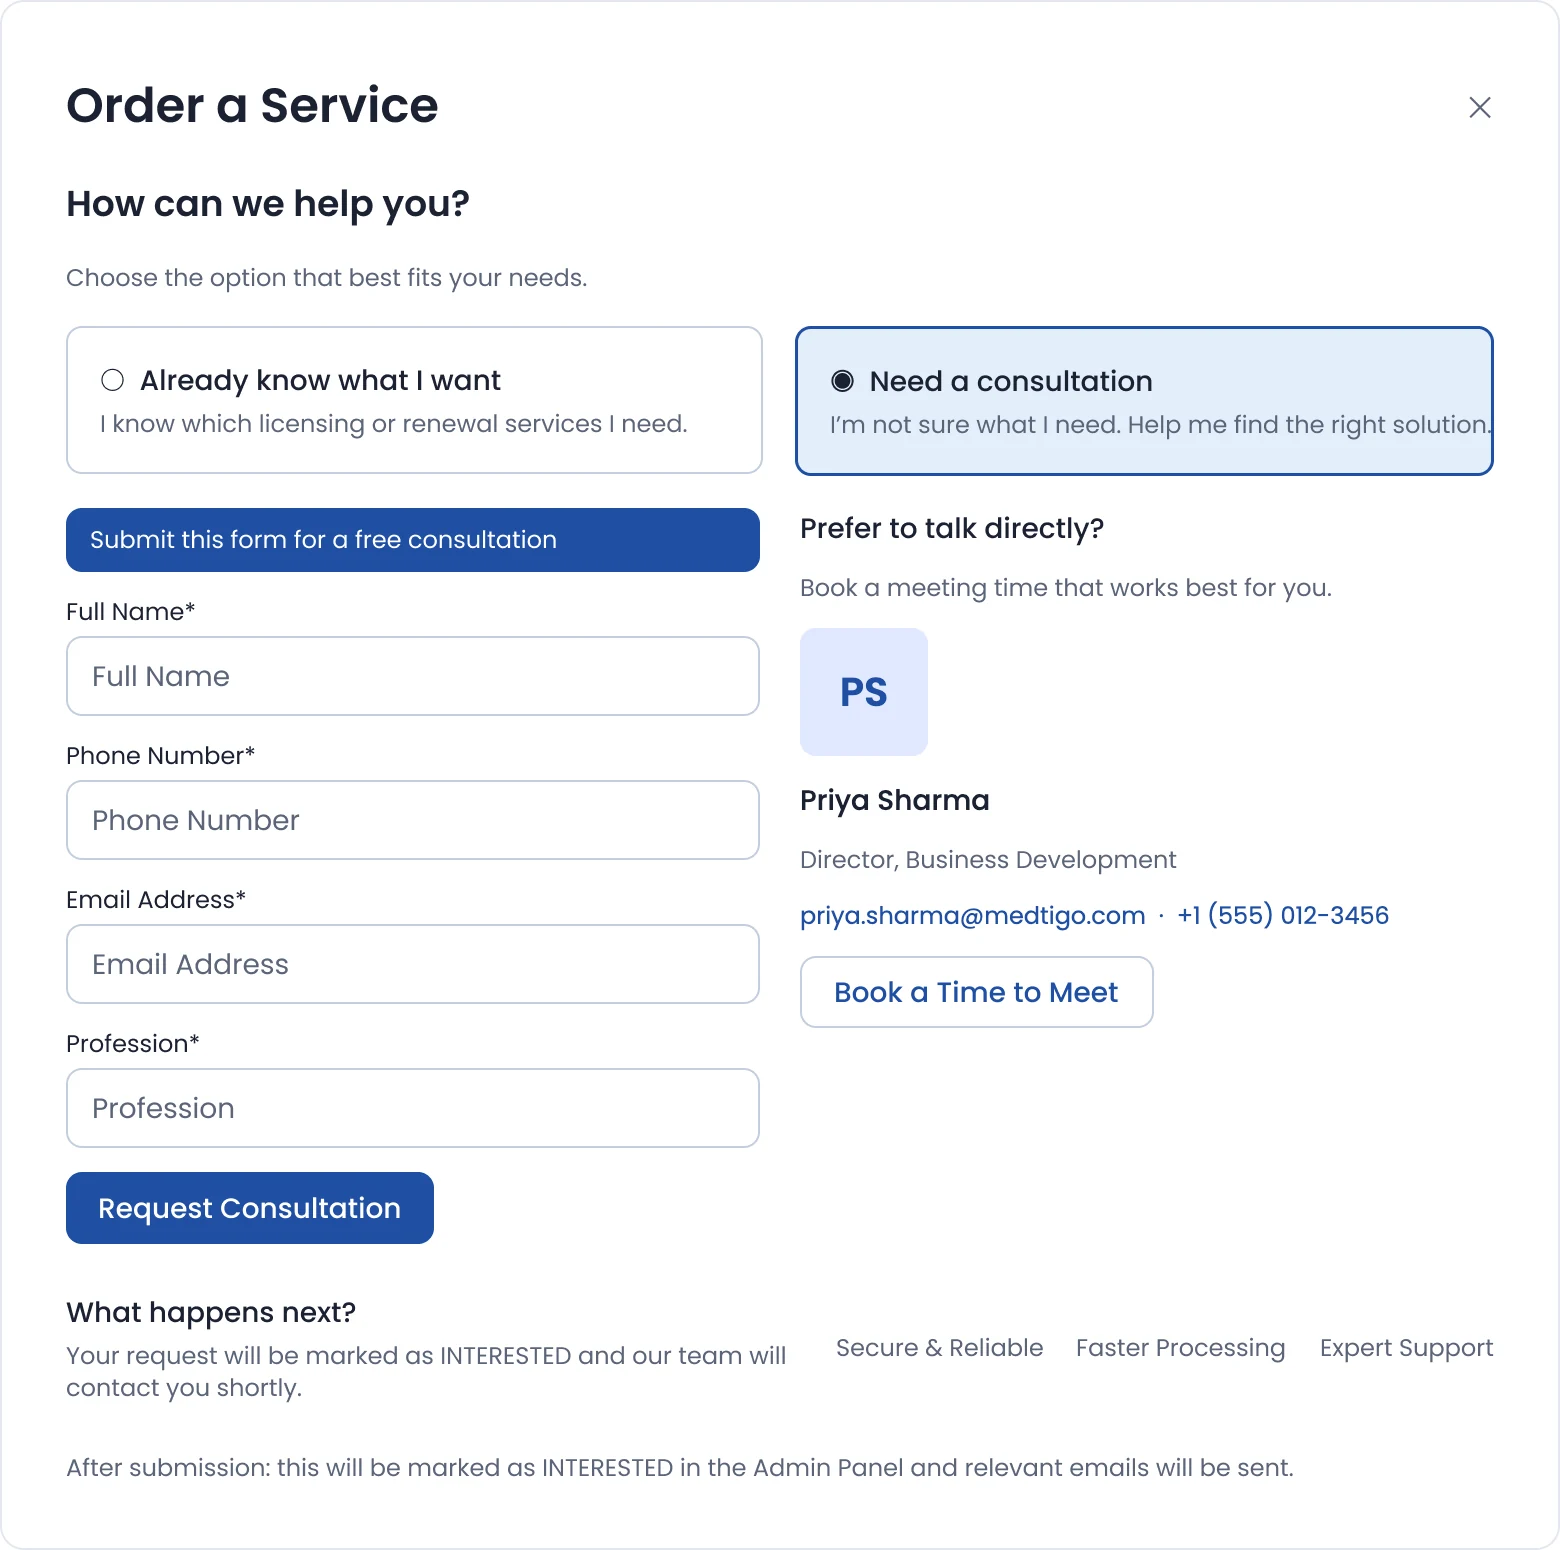 Order a Service
How can we help you?
Choose the option that best fits your needs.
Already know what I want
I know which licensing or renewal services I need.
Need a consultation
I’m not sure what I need. Help me find the right solution.
Submit this form for a free consultation
Full Name*
Full Name
Phone Number*
Phone Number
Email Address*
Email Address
Profession*
Profession
Request Consultation
Prefer to talk directly?
Book a meeting time that works best for you.
PS
Priya Sharma
Director, Business Development
priya.sharma@medtigo.com · +1 (555) 012-3456
Book a Time to Meet
What happens next?
Your request will be marked as INTERESTED and our team will
contact you shortly.
Secure & Reliable Faster Processing Expert Support
After submission: this will be marked as INTERESTED in the Admin Panel and relevant emails will be sent.